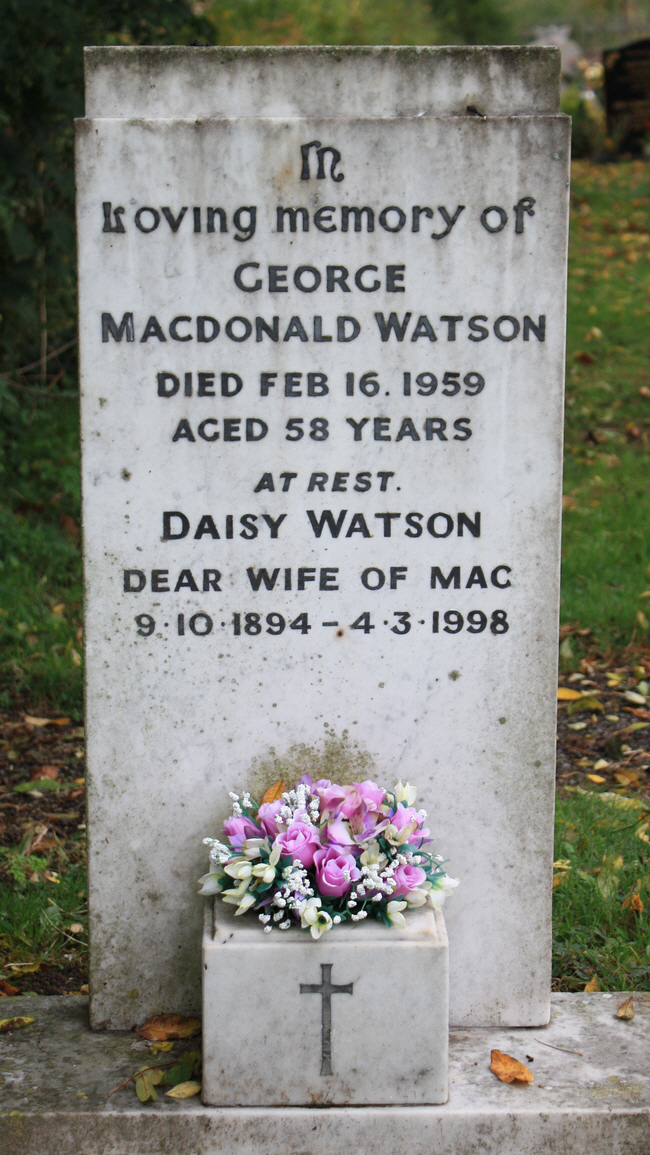 In
Loving memory of
GEORGE
MACDONALD WATSON
DIED FEB 16. 1959
AGED 58 YEARS
AT REST.
DAISY WATSON
DEAR WIFE OF MAC
9·10·1894 – 4·3·1998